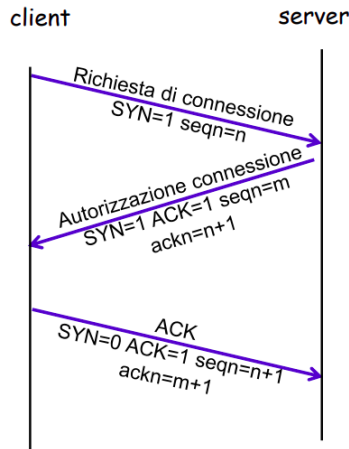 client
server
Richiesta di connessione
SYN=1 seqn=n
Autorizzazione connessione
SYN=1 ACK=1 seqn=m
ackn=n+1
ACK
SYN=0 ACK=1 seqn=n+1
ackn=m+1